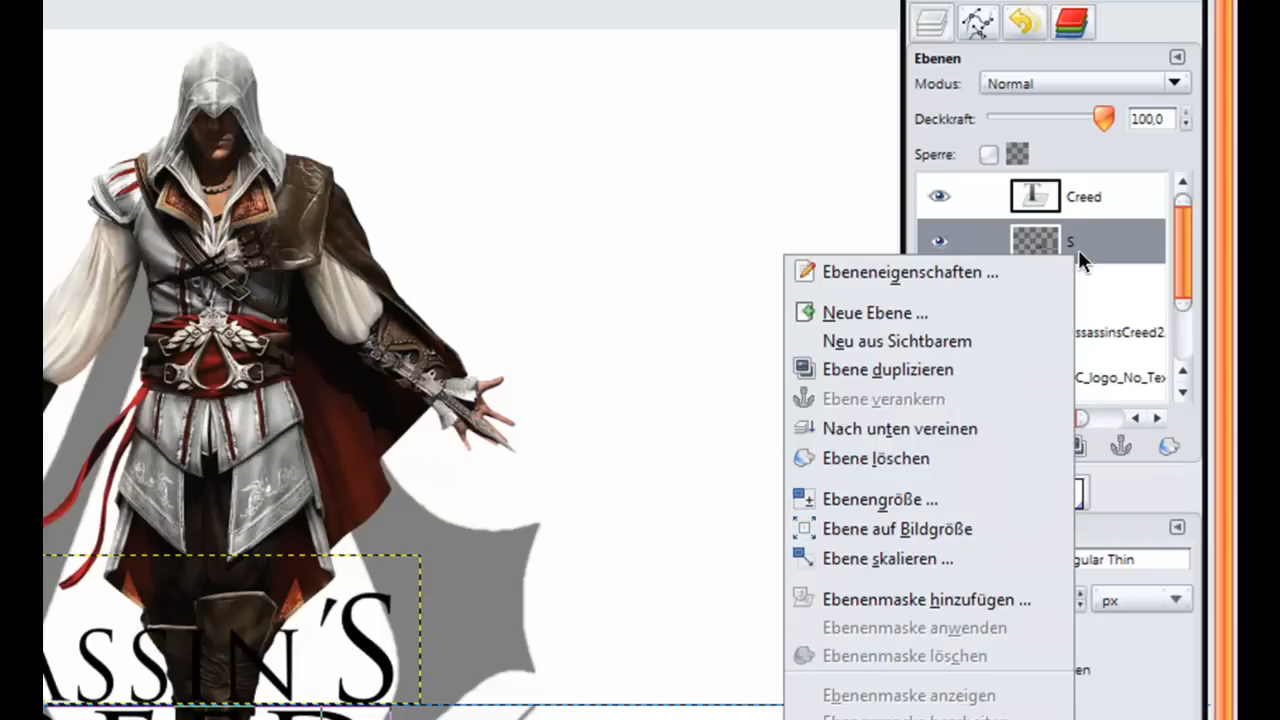 Ebenen
Modus: Normal
Deckkraft: 100,0
Sperre:
Creed
S
Ebeneneigenschaften ...
Neue Ebene ...
Neu aus Sichtbarem
ssassinsCreed2
Ebene duplizieren
C_logo_No_Te
Ebene verankern
Nach unten vereinen
Ebene löschen
Ebenengröße ...
Ebene auf Bildgröße
Ebene skalieren ...
gular Thin
Ebenenmaske hinzufügen ...
px
Ebenenmaske anwenden
Ebenenmaske löschen
en
Ebenenmaske anzeigen
ASSIN'S